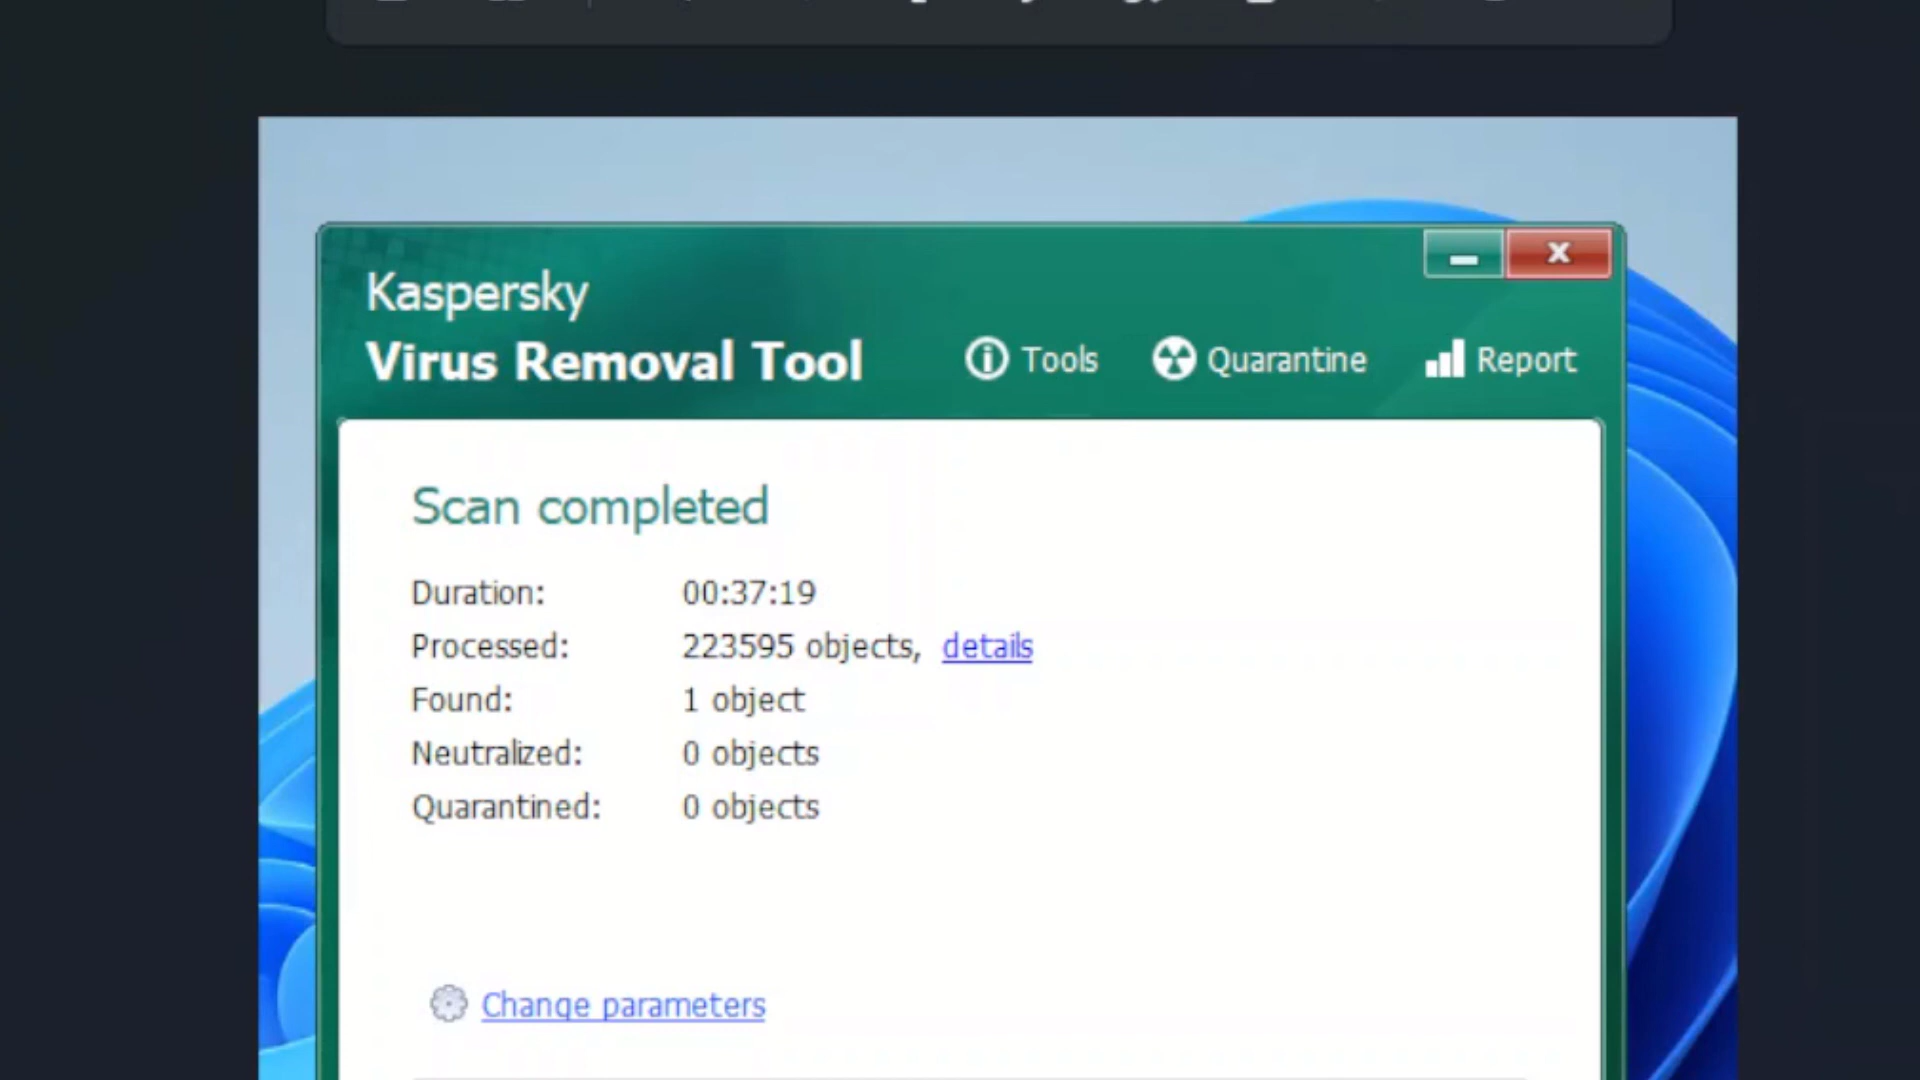 Kaspersky
Virus Removal Tool
Tools
Quarantine
Report
Scan completed
Duration: 00:37:19
Processed: 223595 objects, details
Found: 1 object
Neutralized: 0 objects
Quarantined: 0 objects
Change parameters